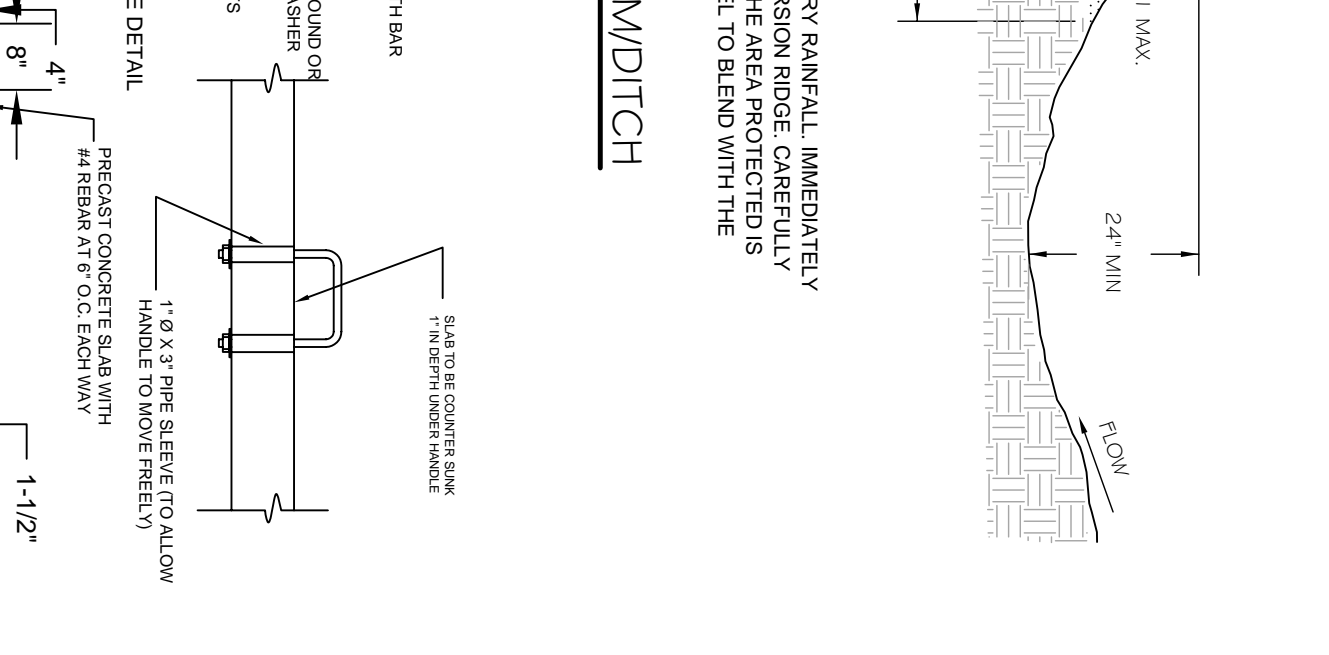 1 MAX.
24" MIN
FLOW
RY RAINFALL. IMMEDIATELY
RSION RIDGE. CAREFULLY
HE AREA PROTECTED IS
EL TO BLEND WITH THE
M/DITCH
SLAB TO BE COUNTER SUNK
1" IN DEPTH UNDER HANDLE
TH BAR
OUND OR
ASHER
'S
1" Ø X 3" PIPE SLEEVE (TO ALLOW
HANDLE TO MOVE FREELY)
E DETAIL
PRECAST CONCRETE SLAB WITH
#4 REBAR AT 6" O.C. EACH WAY
4"
8"
1-1/2"